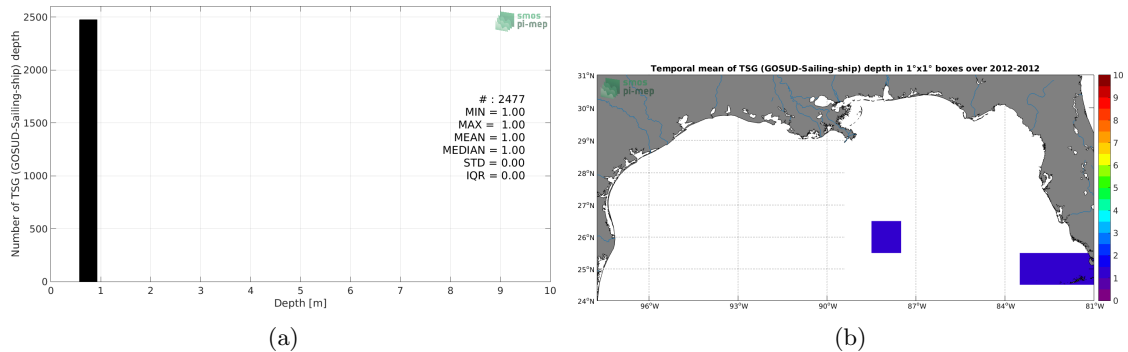 2500
2000
1500
1000
500
0
Number of TSG (GOSUD-Sailing-ship) depth
smos
pi-mep
# : 2477
MIN = 1.00
MAX = 1.00
MEAN = 1.00
MEDIAN = 1.00
STD = 0.00
IQR = 0.00
0 1 2 3 4 5 6 7 8 9 10
Depth [m]
(a)
Temporal mean of TSG (GOSUD-Sailing-ship) depth in 1°x1° boxes over 2012-2012
smos
pi-mep
31°N
30°N
29°N
28°N
27°N
26°N
25°N
24°N
96°W 93°W 90°W 87°W 84°W 81°W
10
9
8
7
6
5
4
3
2
1
0
(b)